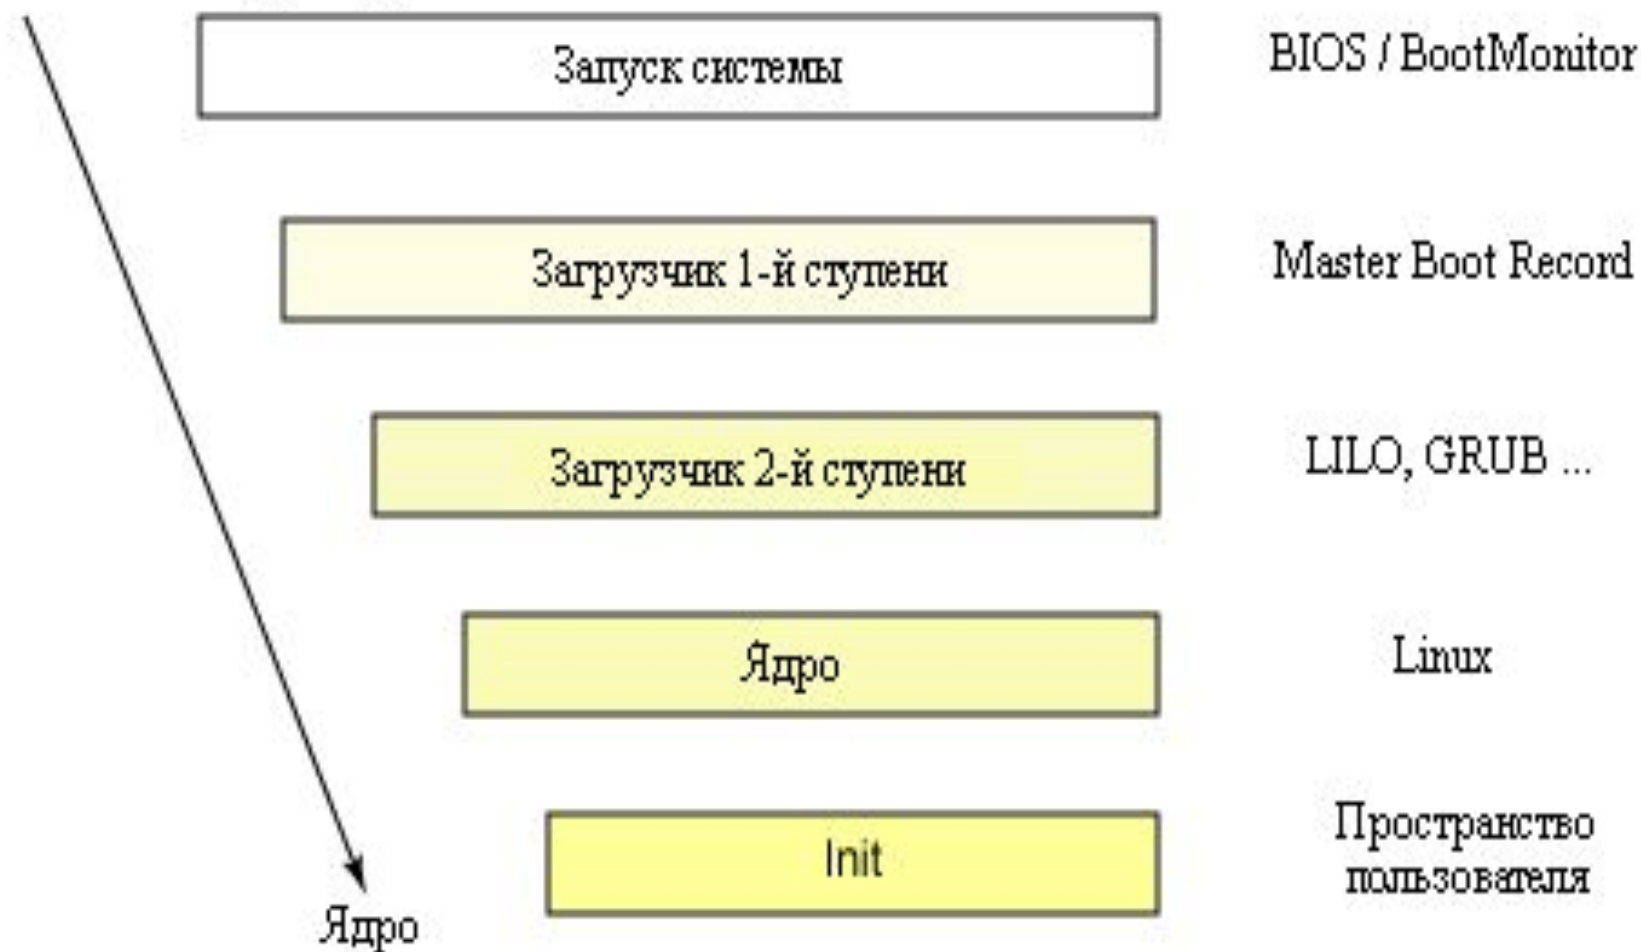 Запуск системы
BIOS / BootMonitor
Загрузчик 1-й ступени
Master Boot Record
Загрузчик 2-й ступени
LILO, GRUB ...
Ядро
Linux
Init
Пространство
пользователя
Ядро